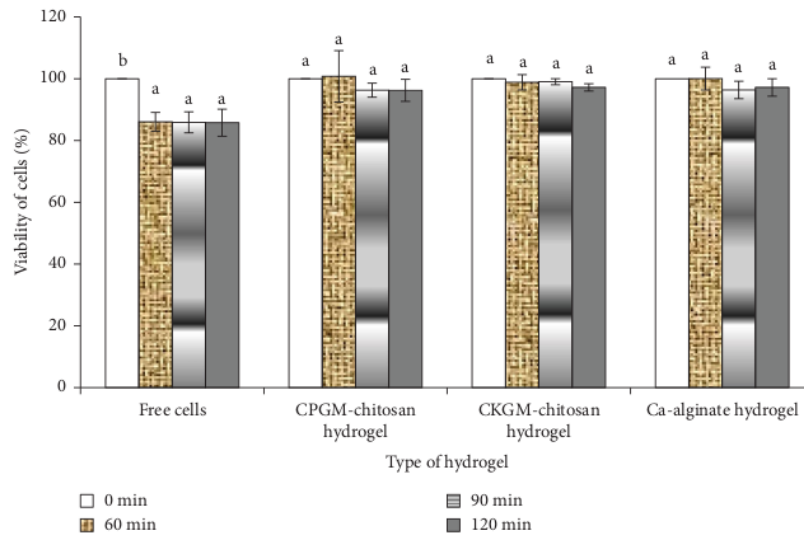 120
100
80
60
40
20
0
Viability of cells (%)
b a a a
a a a a
a a a a
a a a a
Free cells
CPGM-chitosan
hydrogel
CKGM-chitosan
hydrogel
Ca-alginate hydrogel
Type of hydrogel
0 min
60 min
90 min
120 min